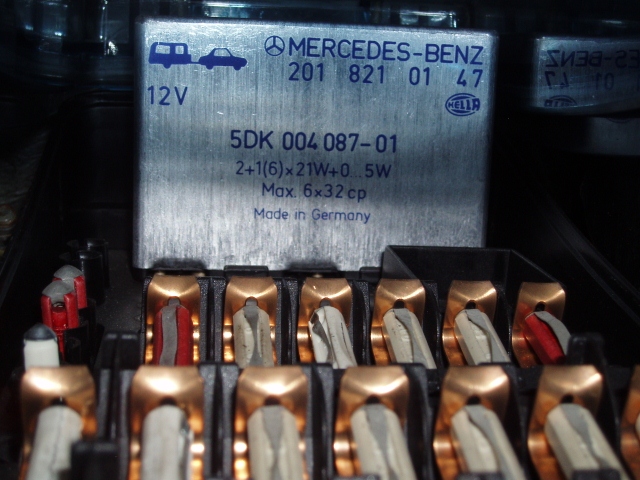 MERCEDES-BENZ
201 821 01 47
12V
HELLA
5DK 004 087-01
2+1(6)×21W+0...5W
Max. 6×32 cp
Made in Germany